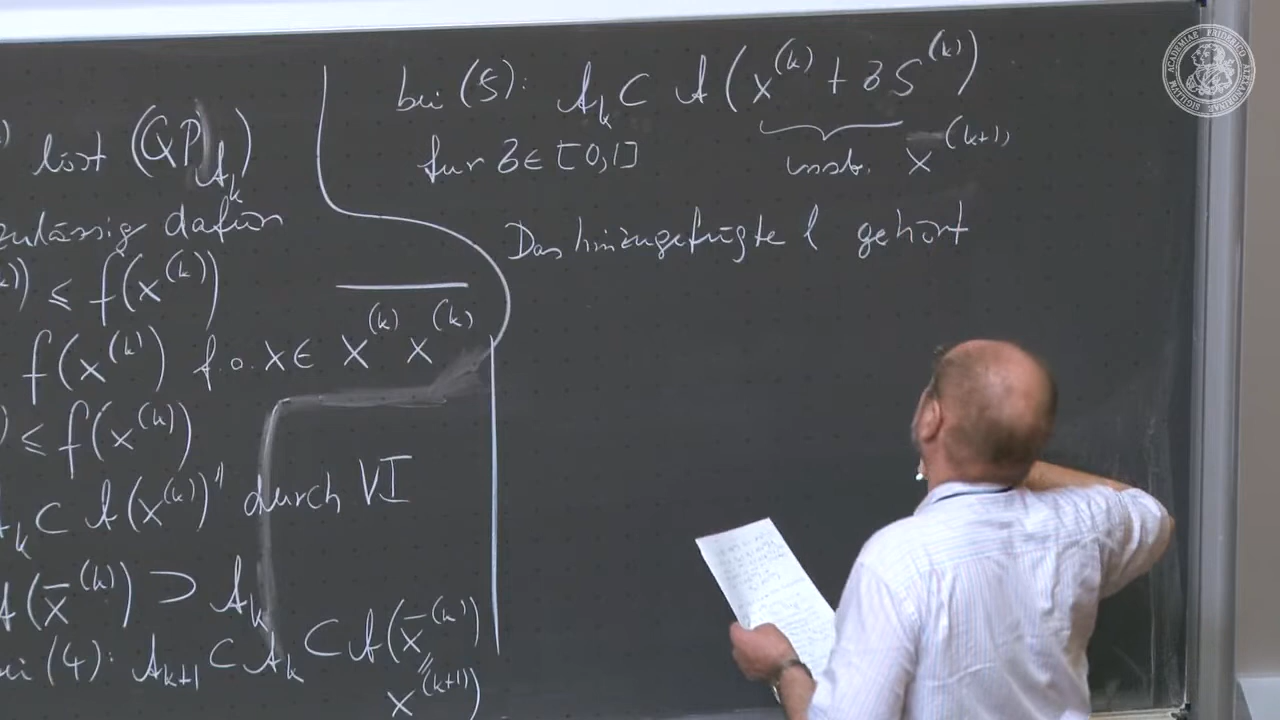 löst (QP)_{A_k}
zulässig dafür
≤ f(x^{(k)})
f(x^{(k)}) f.a. x ∈ X^{(k)} x^{(k)}
≤ f(x^{(k)})
A_k ⊂ A(x^{(k)})" durch VI
A(x̄^{(k)}) ⊃ A_k
bei (4): A_{k+1} ⊂ A_k ⊂ A(x̄^{(k)})
"
x^{(k+1)})
bei (5): A_k ⊂ A(x^{(k)} + σ s^{(k)})
für σ ∈ [0,1] insb. x^{(k+1)}
Das hinzugefügte l gehört